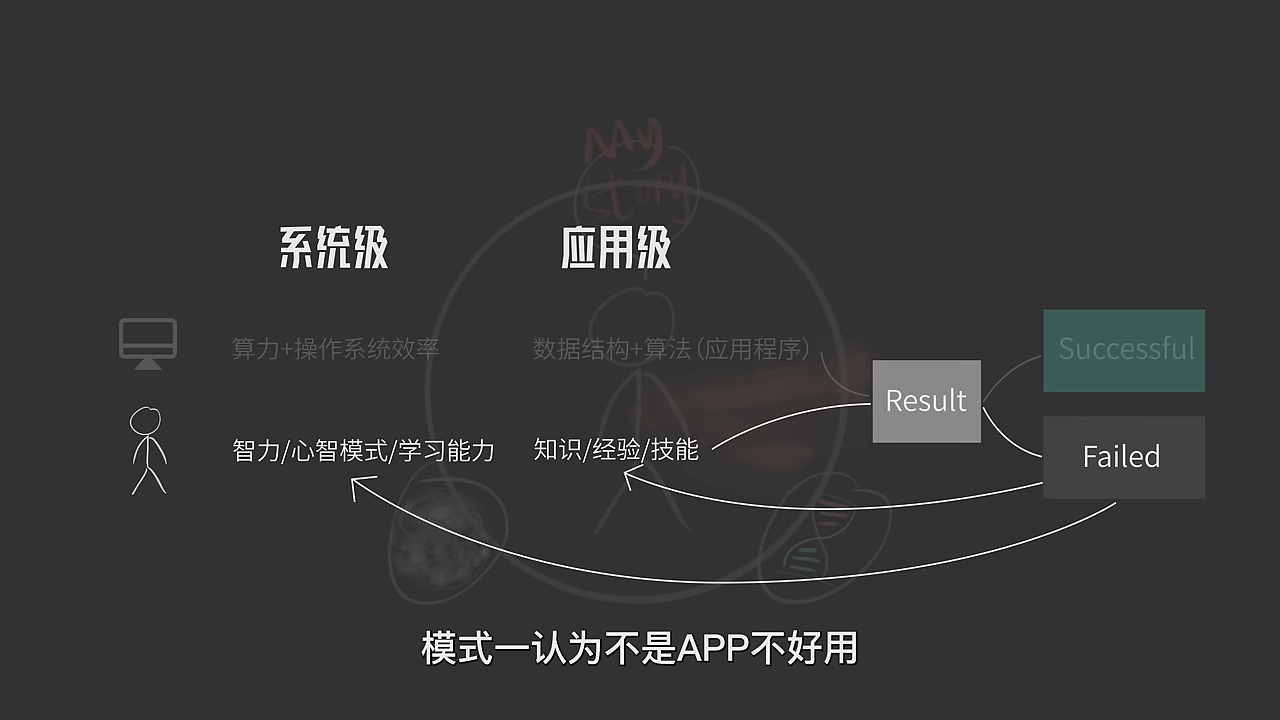 My
story
系统级 应用级
算力+操作系统效率 数据结构+算法(应用程序)
Successful
Result
智力/心智模式/学习能力 知识/经验/技能
Failed
模式一认为不是APP不好用